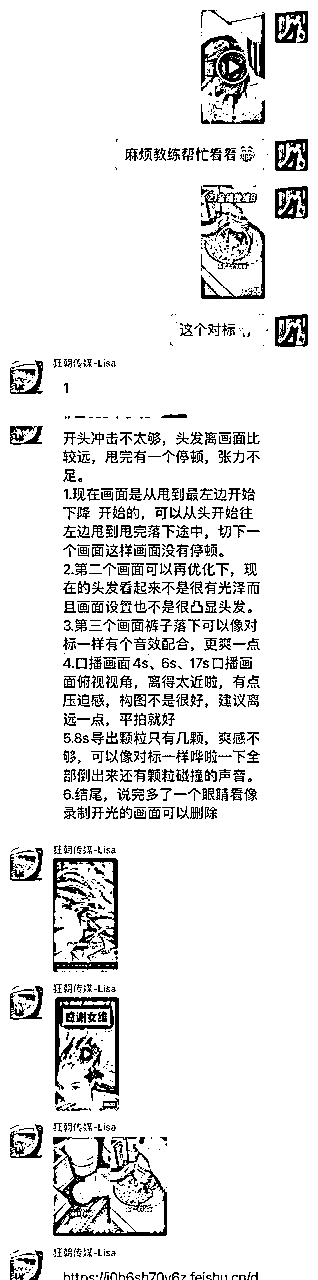 麻烦教练帮忙看看
这个对标
狂朝传媒-Lisa
1
开头冲击不太够，头发离画面比
较远，甩完有一个停顿，张力不
足。
1.现在画面是从甩到最左边开始
下降 开始的，可以从头开始往
左边甩到甩完落下途中，切下一
个画面这样画面没有停顿。
2.第二个画面可以再优化下，现
在的头发看起来不是很有光泽而
且画面设置也不是很凸显头发。
3.第三个画面裤子落下可以像对
标一样有个音效配合，更爽一点
4.口播画面4s、6s、17s口播画
面俯视视角，离得太近啦，有点
压迫感，构图不是很好，建议离
远一点，平拍就好
5.8s导出颗粒只有几颗，爽感不
够，可以像对标一样哗啦一下全
部倒出来还有颗粒碰撞的声音。
6.结尾，说完多了一个眼睛看像
录制开光的画面可以删除
狂朝传媒-Lisa
狂朝传媒-Lisa
感谢女娲
狂朝传媒-Lisa
狂朝传媒-Lisa
https://j0h6sh70v6z.feishu.cn/d